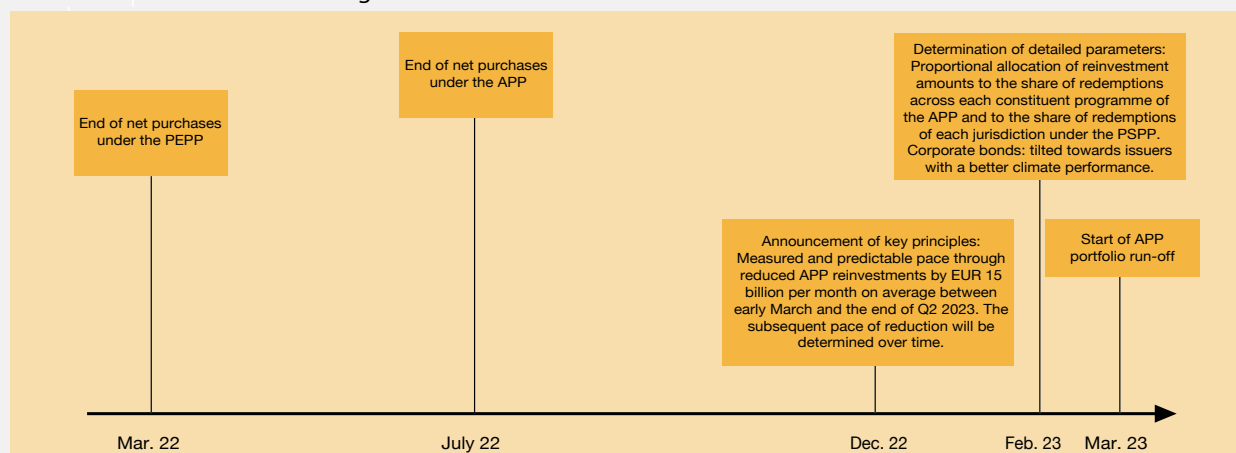 End of net purchases
under the PEPP
End of net purchases
under the APP
Announcement of key principles:
Measured and predictable pace through
reduced APP reinvestments by EUR 15
billion per month on average between
early March and the end of Q2 2023. The
subsequent pace of reduction will be
determined over time.
Determination of detailed parameters:
Proportional allocation of reinvestment
amounts to the share of redemptions
across each constituent programme of
the APP and to the share of redemptions
of each jurisdiction under the PSPP.
Corporate bonds: tilted towards issuers
with a better climate performance.
Start of APP
portfolio run-off
Mar. 22
July 22
Dec. 22
Feb. 23
Mar. 23